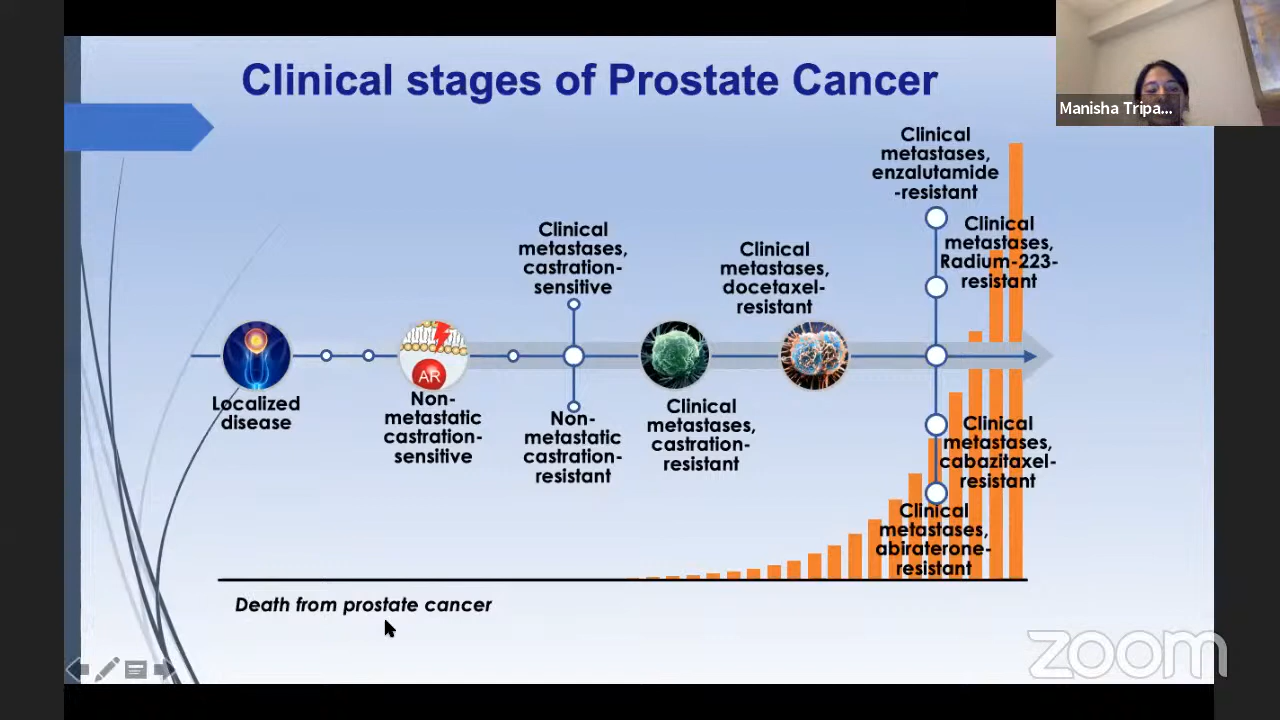 Clinical stages of Prostate Cancer
Manisha Tripa...
Clinical
metastases,
enzalutamide
-resistant
Clinical
metastases,
Radium-223-
resistant
Clinical
metastases,
castration-
sensitive
Clinical
metastases,
docetaxel-
resistant
AR
Localized
disease
Non-
metastatic
castration-
sensitive
Non-
metastatic
castration-
resistant
Clinical
metastases,
castration-
resistant
Clinical
metastases,
cabazitaxel-
resistant
Clinical
metastases,
abiraterone-
resistant
Death from prostate cancer
zoom